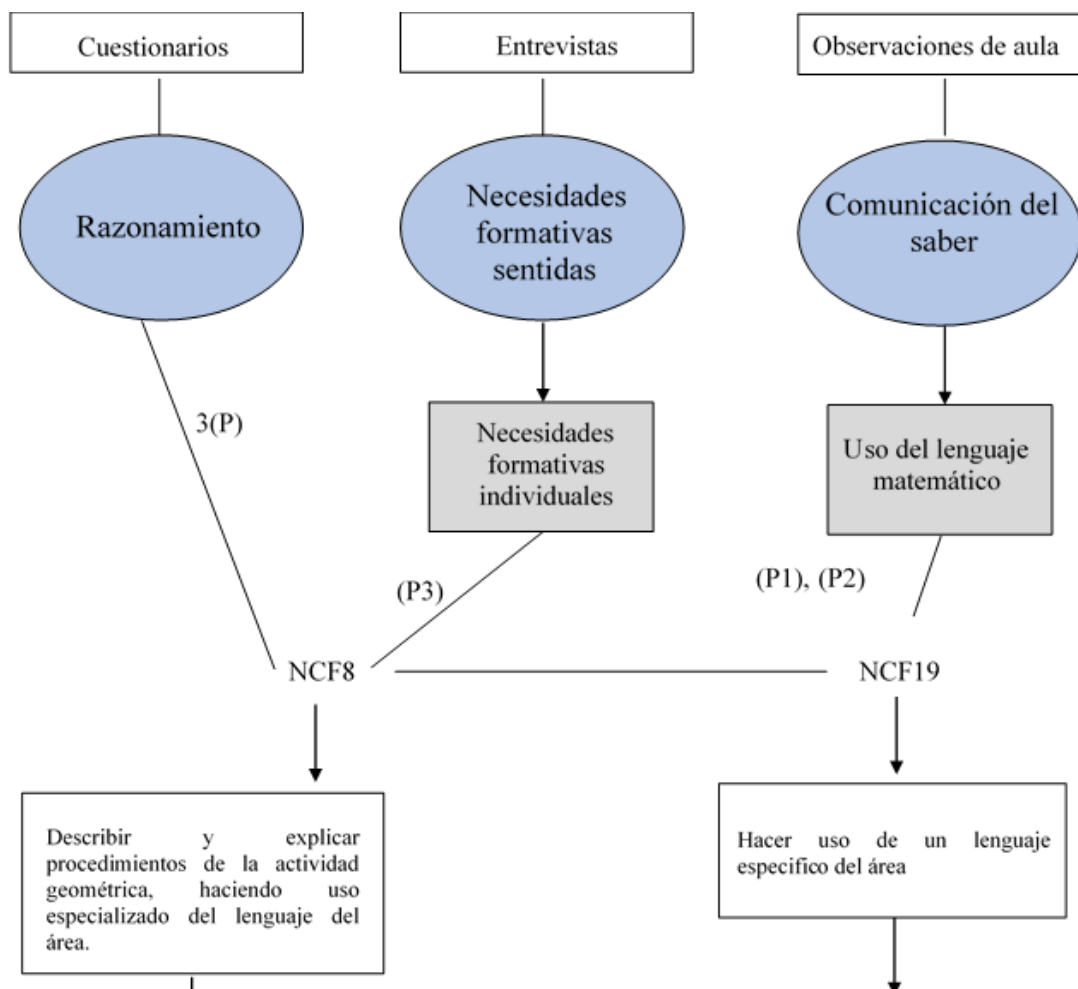 Cuestionarios
Entrevistas
Observaciones de aula
Razonamiento
Necesidades
formativas
sentidas
Comunicación del
saber
3(P)
Necesidades
formativas
individuales
Uso del lenguaje
matemático
(P3)
(P1), (P2)
NCF8
NCF19
Describir y explicar
procedimientos de la actividad
geométrica, haciendo uso
especializado del lenguaje del
área.
Hacer uso de un lenguaje
especifico del área